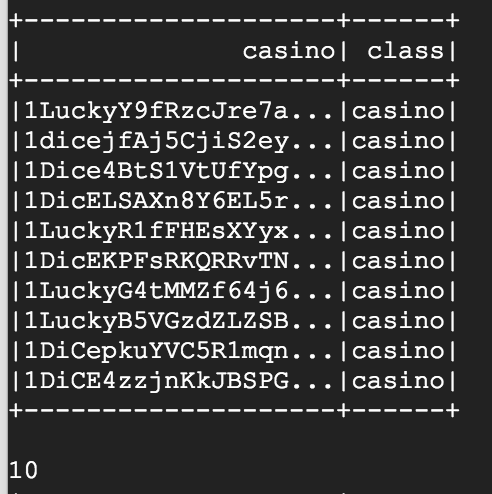 +--------------------+------+
|              casino| class|
+--------------------+------+
|1LuckyY9fRzcJre7a...|casino|
|1dicejfAj5CjiS2ey...|casino|
|1Dice4BtS1VtUfYpg...|casino|
|1DicELSAXn8Y6EL5r...|casino|
|1LuckyR1fFHEsXYyx...|casino|
|1DicEKPFsRKQRRvTN...|casino|
|1LuckyG4tMMZf64j6...|casino|
|1LuckyB5VGzdZLZSB...|casino|
|1DiCepkuYVC5R1mqn...|casino|
|1DiCE4zzjnKkJBSPG...|casino|
+--------------------+------+
10